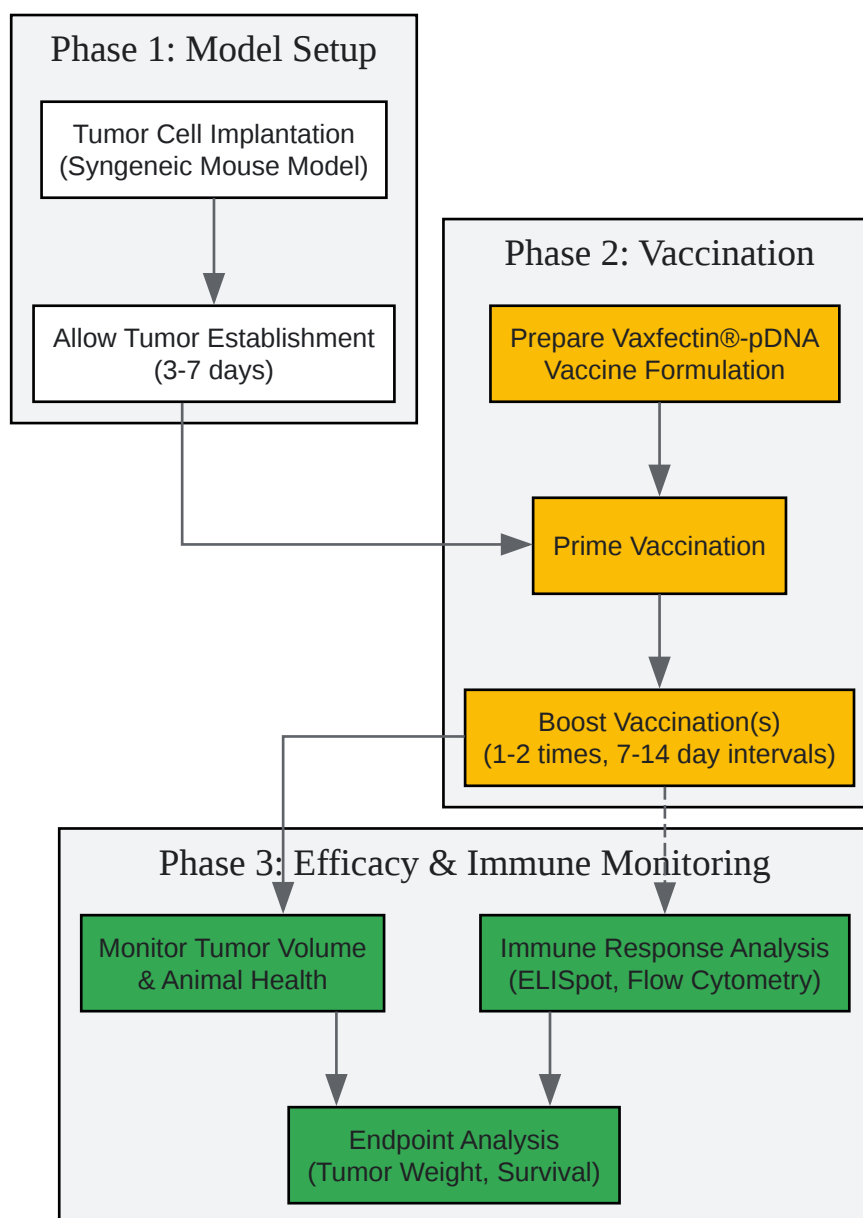 Phase 1: Model Setup
Tumor Cell Implantation
(Syngeneic Mouse Model)
Allow Tumor Establishment
(3-7 days)
Phase 2: Vaccination
Prepare Vaxfectin®-pDNA
Vaccine Formulation
Prime Vaccination
Boost Vaccination(s)
(1-2 times, 7-14 day intervals)
Phase 3: Efficacy & Immune Monitoring
Monitor Tumor Volume
& Animal Health
Immune Response Analysis
(ELISpot, Flow Cytometry)
Endpoint Analysis
(Tumor Weight, Survival)